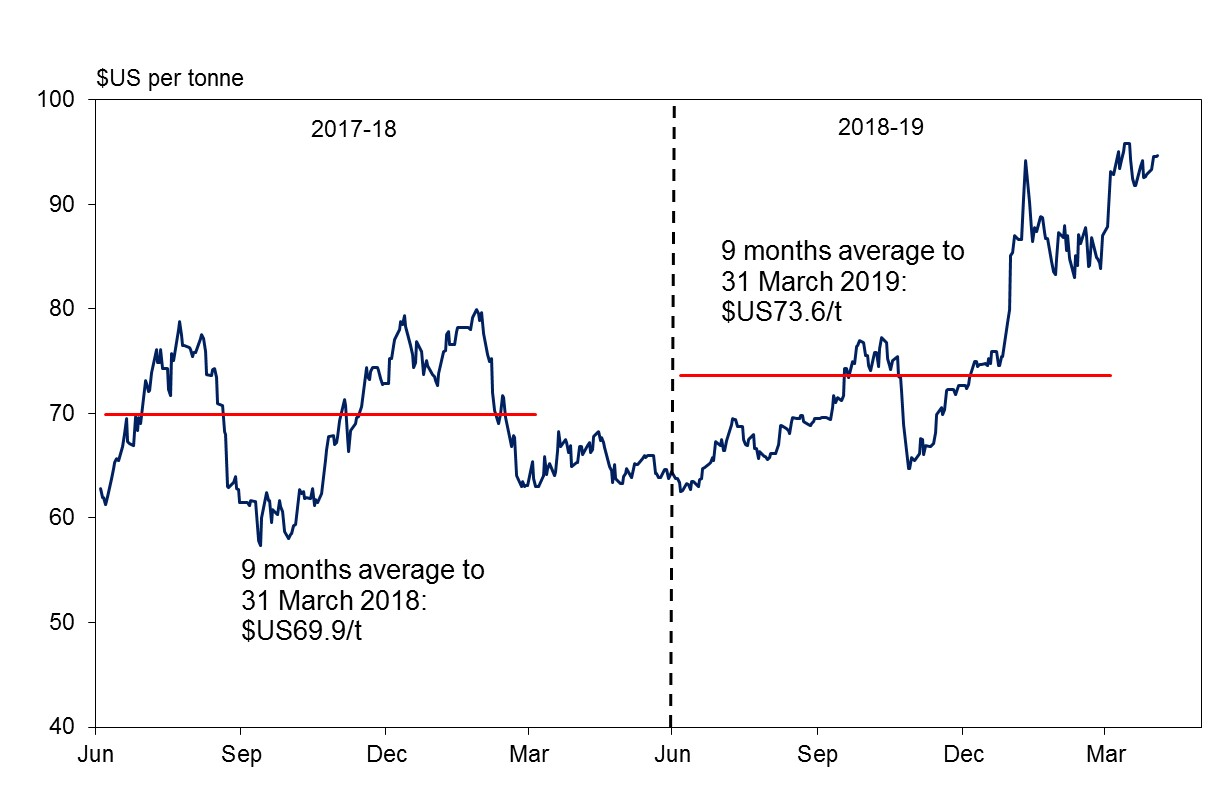 $US per tonne
100
2017-18
2018-19
90
9 months average to
31 March 2019:
$US73.6/t
80
70
60
9 months average to
31 March 2018:
$US69.9/t
50
40
Jun Sep Dec Mar Jun Sep Dec Mar